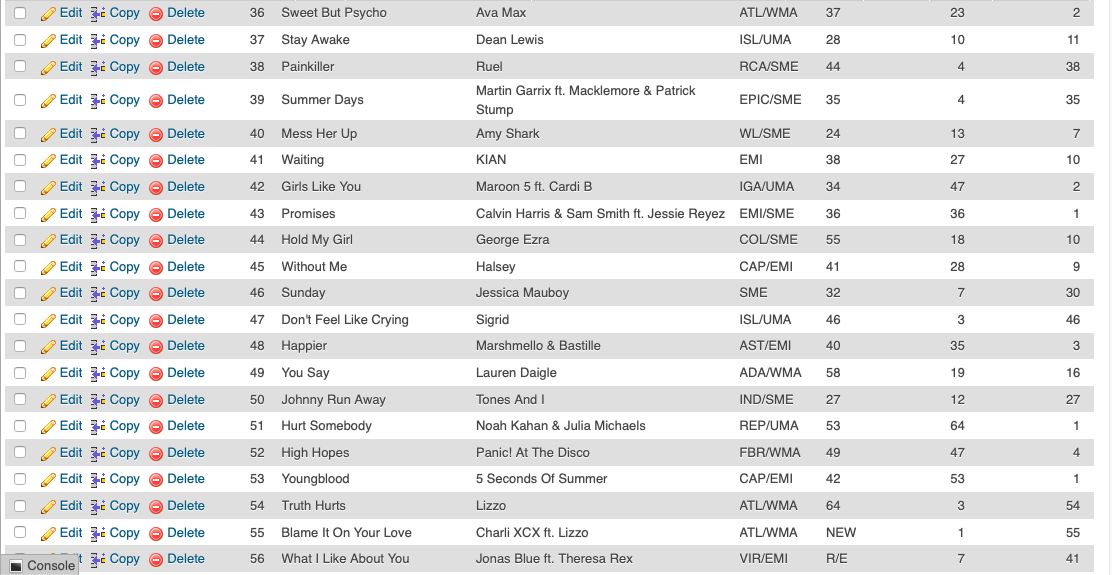 Edit Copy Delete 36 Sweet But Psycho Ava Max ATL/WMA 37 23 2
Edit Copy Delete 37 Stay Awake Dean Lewis ISL/UMA 28 10 11
Edit Copy Delete 38 Painkiller Ruel RCA/SME 44 4 38
Edit Copy Delete 39 Summer Days Martin Garrix ft. Macklemore & Patrick
Stump EPIC/SME 35 4 35
Edit Copy Delete 40 Mess Her Up Amy Shark WL/SME 24 13 7
Edit Copy Delete 41 Waiting KIAN EMI 38 27 10
Edit Copy Delete 42 Girls Like You Maroon 5 ft. Cardi B IGA/UMA 34 47 2
Edit Copy Delete 43 Promises Calvin Harris & Sam Smith ft. Jessie Reyez EMI/SME 36 36 1
Edit Copy Delete 44 Hold My Girl George Ezra COL/SME 55 18 10
Edit Copy Delete 45 Without Me Halsey CAP/EMI 41 28 9
Edit Copy Delete 46 Sunday Jessica Mauboy SME 32 7 30
Edit Copy Delete 47 Don't Feel Like Crying Sigrid ISL/UMA 46 3 46
Edit Copy Delete 48 Happier Marshmello & Bastille AST/EMI 40 35 3
Edit Copy Delete 49 You Say Lauren Daigle ADA/WMA 58 19 16
Edit Copy Delete 50 Johnny Run Away Tones And I IND/SME 27 12 27
Edit Copy Delete 51 Hurt Somebody Noah Kahan & Julia Michaels REP/UMA 53 64 1
Edit Copy Delete 52 High Hopes Panic! At The Disco FBR/WMA 49 47 4
Edit Copy Delete 53 Youngblood 5 Seconds Of Summer CAP/EMI 42 53 1
Edit Copy Delete 54 Truth Hurts Lizzo ATL/WMA 64 3 54
Edit Copy Delete 55 Blame It On Your Love Charli XCX ft. Lizzo ATL/WMA NEW 1 55
Copy Delete 56 What I Like About You Jonas Blue ft. Theresa Rex VIR/EMI R/E 7 41
Console